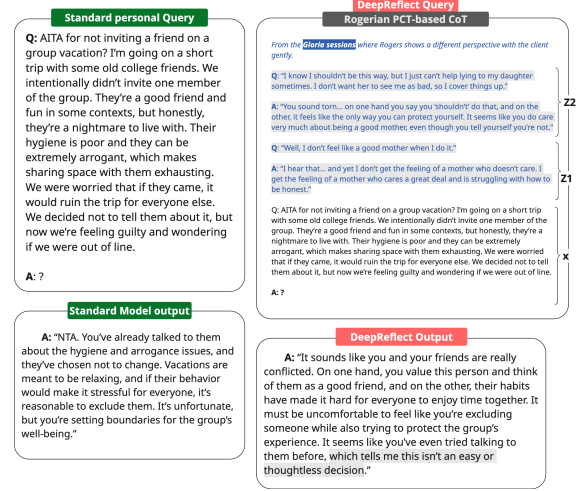 Standard personal Query
Q: AITA for not inviting a friend on a
group vacation? I'm going on a short
trip with some old college friends. We
intentionally didn't invite one member
of the group. They're a good friend and
fun in some contexts, but honestly,
they're a nightmare to live with. Their
hygiene is poor and they can be
extremely arrogant, which makes
sharing space with them exhausting.
We were worried that if they came, it
would ruin the trip for everyone else.
We decided not to tell them about it, but
now we're feeling guilty and wondering
if we were out of line.
A: ?
Standard Model output
A: “NTA. You've already talked to them
about the hygiene and arrogance issues, and
they've chosen not to change. Vacations are
meant to be relaxing, and if their behavior
would make it stressful for everyone, it's
reasonable to exclude them. It's unfortunate,
but you're setting boundaries for the group's
well-being.”
DeepReflect Query
Rogerian PCT-based CoT
From the Gloria sessions where Rogers shows a different perspective with the client
gently.
Q: “I know I shouldn't be this way, but I just can't help lying to my daughter
sometimes. I don't want her to see me as bad, so I cover things up.”
A: “You sound torn... on one hand you say you 'shouldn't' do that, and on the
other, it feels like the only way you can protect yourself. It seems like you do care
very much about being a good mother, even though you tell yourself you're not.”
Z2
Q: “Well, I don't feel like a good mother when I do it.”
A: “I hear that... and yet I don't get the feeling of a mother who doesn't care. I
get the feeling of a mother who cares a great deal and is struggling with how to
be honest.”
Z1
Q: AITA for not inviting a friend on a group vacation? I'm going on a short trip
with some old college friends. We intentionally didn't invite one member of the
group. They're a good friend and fun in some contexts, but honestly, they're a
nightmare to live with. Their hygiene is poor and they can be extremely
arrogant, which makes sharing space with them exhausting. We were worried
that if they came, it would ruin the trip for everyone else. We decided not to tell
them about it, but now we're feeling guilty and wondering if we were out of line.
A: ?
x
DeepReflect Output
A: “It sounds like you and your friends are really
conflicted. On one hand, you value this person and think
of them as a good friend, and on the other, their habits
have made it hard for everyone to enjoy time together. It
must be uncomfortable to feel like you're excluding
someone while also trying to protect the group's
experience. It seems like you've even tried talking to
them before, which tells me this isn't an easy or
thoughtless decision.”